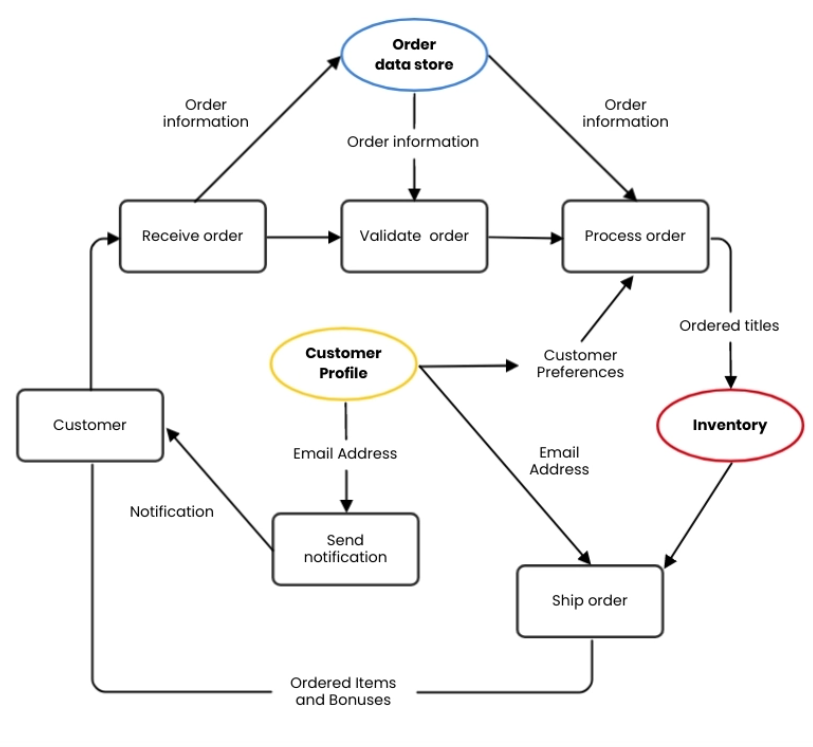 Order
data store
Order
information
Order
information
Order information
Receive order
Validate order
Process order
Ordered titles
Customer
Profile
Customer
Preferences
Customer
Inventory
Email Address
Email
Address
Notification
Send
notification
Ship order
Ordered Items
and Bonuses